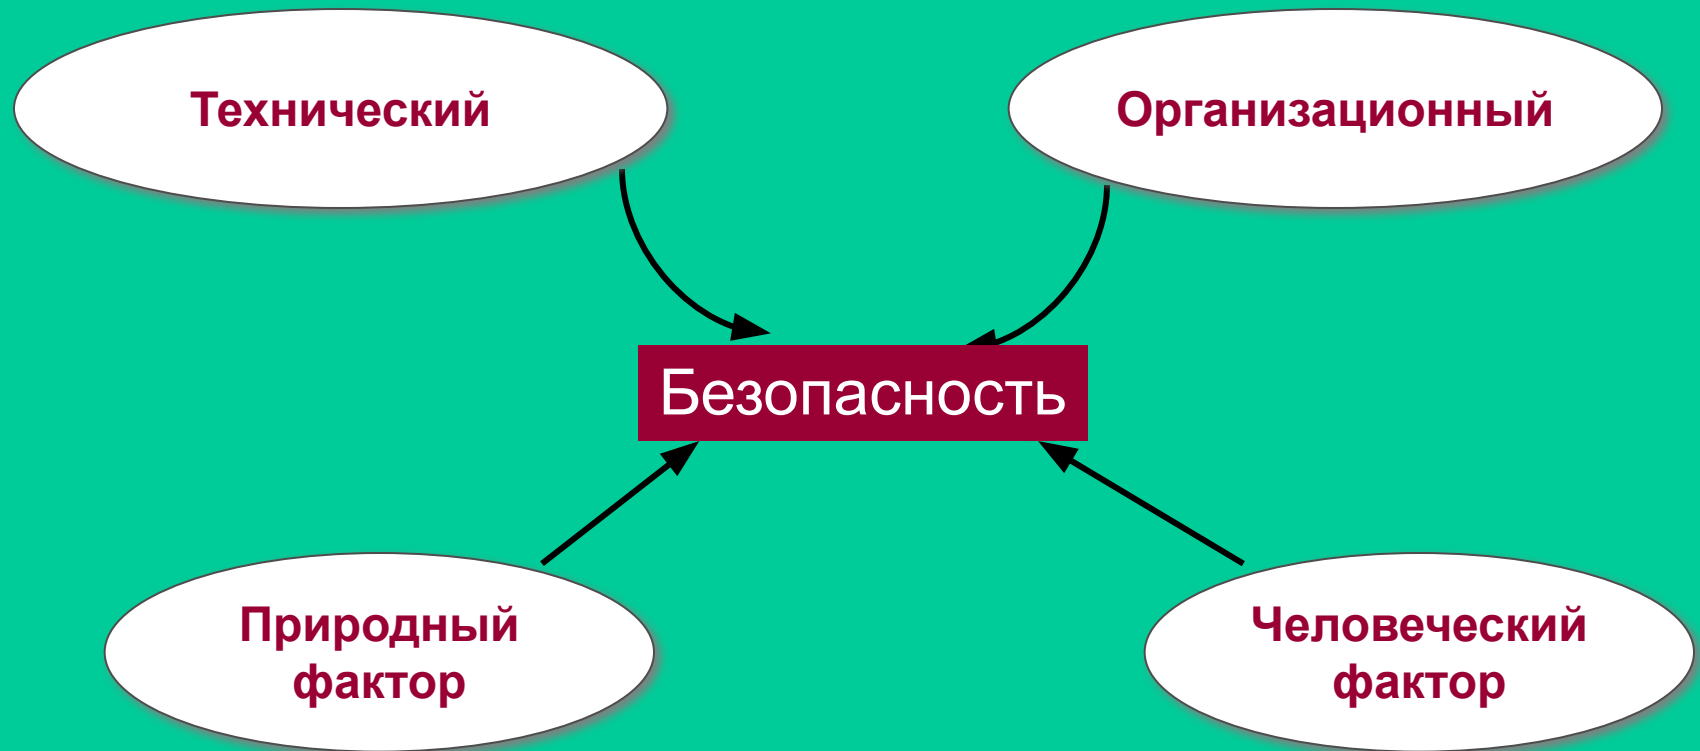 Технический
Организационный
Безопасность
Природный
фактор
Человеческий
фактор